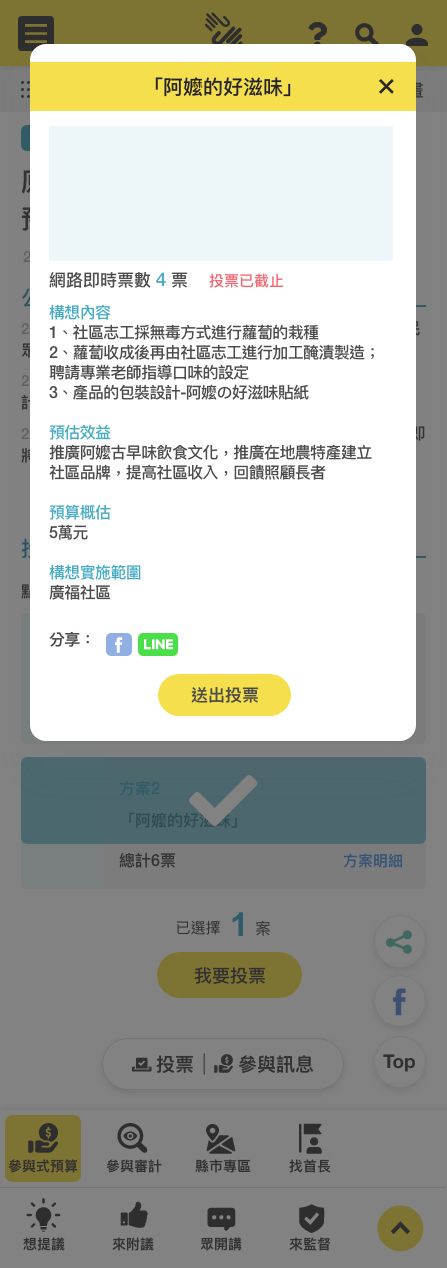 「阿嬤的好滋味」
網路即時票數 4 票 投票已截止
構想內容
1、社區志工採無毒方式進行蘿蔔的栽種
2、蘿蔔收成後再由社區志工進行加工醃漬製造；
聘請專業老師指導口味的設定
3、產品的包裝設計-阿嬤の好滋味貼紙
預估效益
推廣阿嬤古早味飲食文化，推廣在地農特產建立
社區品牌，提高社區收入，回饋照顧長者
預算概估
5萬元
構想實施範圍
廣福社區
分享：
LINE
送出投票
方案2
「阿嬤的好滋味」
總計6票 方案明細
已選擇 1 案
我要投票
投票 參與訊息
Top
參與式預算 參與審計 縣市專區 找首長
想提議 來附議 眾開講 來監督